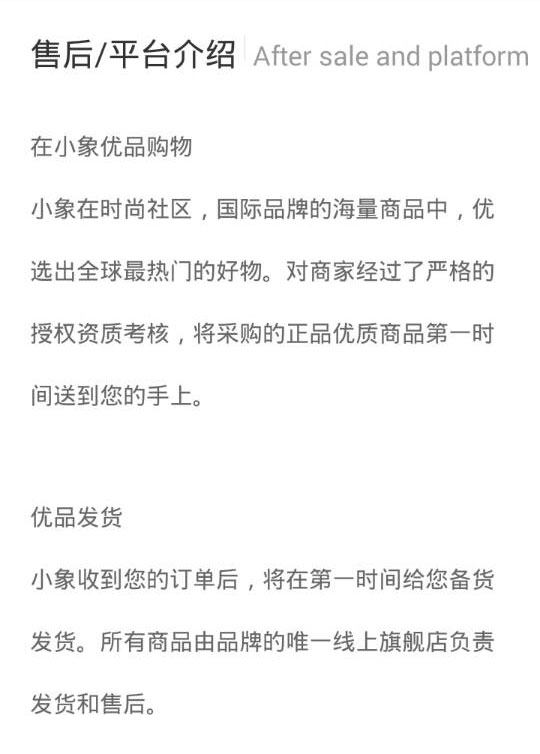 售后/平台介绍 After sale and platform
在小象优品购物
小象在时尚社区，国际品牌的海量商品中，优
选出全球最热门的好物。对商家经过了严格的
授权资质考核，将采购的正品优质商品第一时
间送到您的手上。
优品发货
小象收到您的订单后，将在第一时间给您备货
发货。所有商品由品牌的唯一线上旗舰店负责
发货和售后。